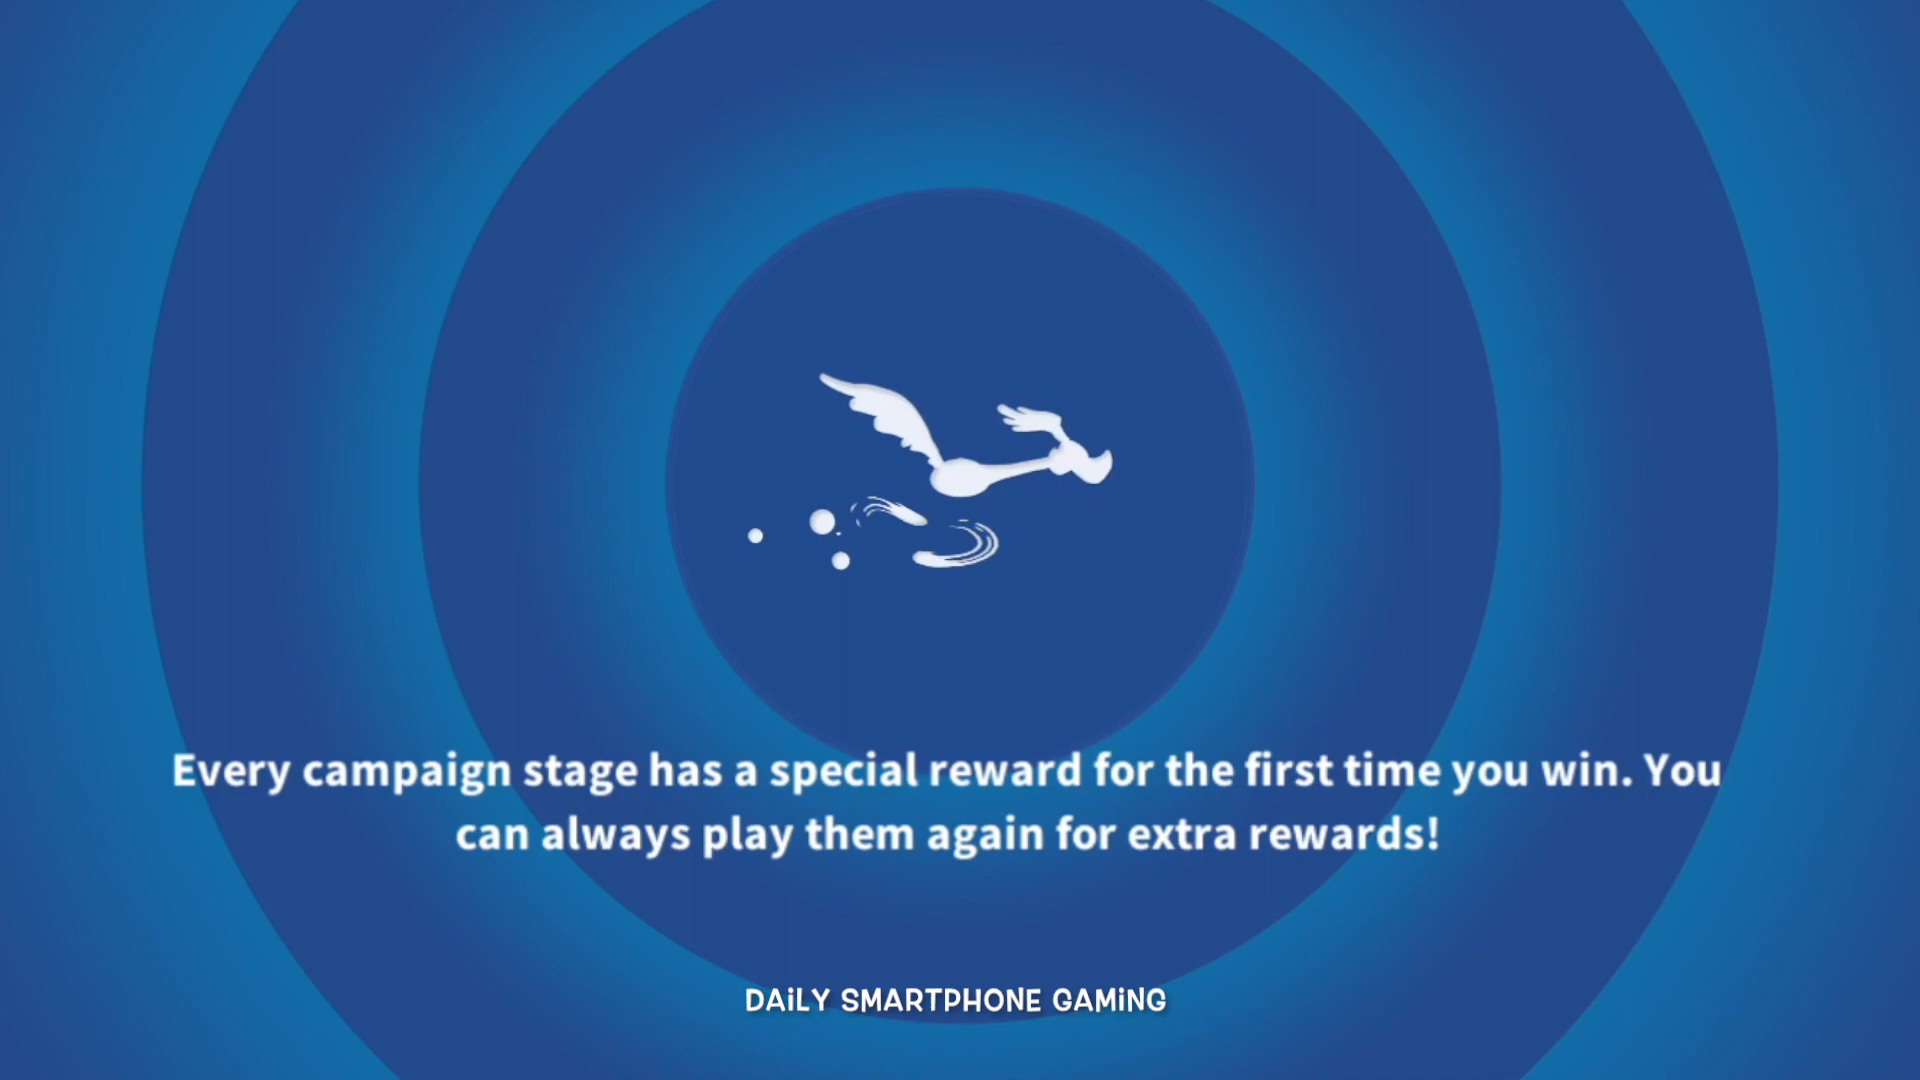 Every campaign stage has a special reward for the first time you win. You
can always play them again for extra rewards!
DAiLY SMARTPHONE GAMiNG